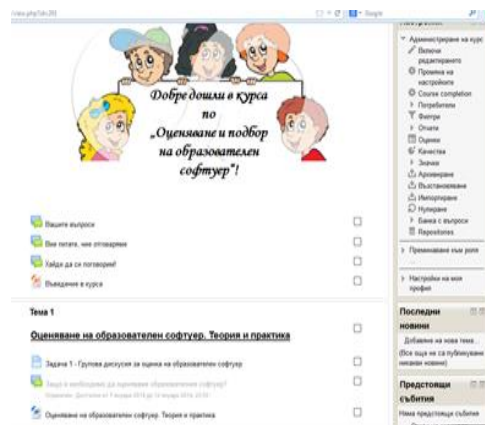 Google
Добре дошли в курса
по
„Оценяване и подбор
на образователен
софтуер“!
Вашите въпроси
Вие питате, ние отговаряме
Хайде да си поговорим!
Въведение в курса
Тема 1
Оценяване на образователен софтуер. Теория и практика
Задача 1 - Групова дискусия за оценка на образователен софтуер
Защо е необходимо да оценяваме образователния софтуер?
Оценяване на образователен софтуер. Теория и практика
Администриране на курс
Включи
редактирането
Промяна на
настройките
Course completion
Потребители
Филтри
Отчети
Оценки
Значки
Архивиране
Възстановяване
Импортиране
Нулиране
Банка с въпроси
Repositories
Преминаване към роля
Настройки на моя
профил
Последни
новини
Добавяне на нова тема...
(Все още не са публикувани
никакви новини)
Предстоящи
събития
Няма предстоящи събития